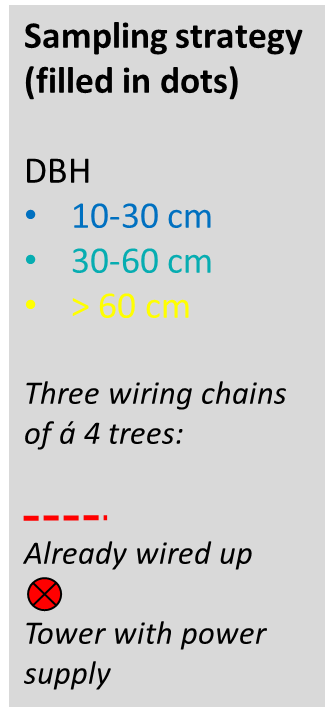 Sampling strategy
(filled in dots)
DBH
• 10-30 cm
• 30-60 cm
• > 60 cm
Three wiring chains
of á 4 trees:
Already wired up
Tower with power
supply